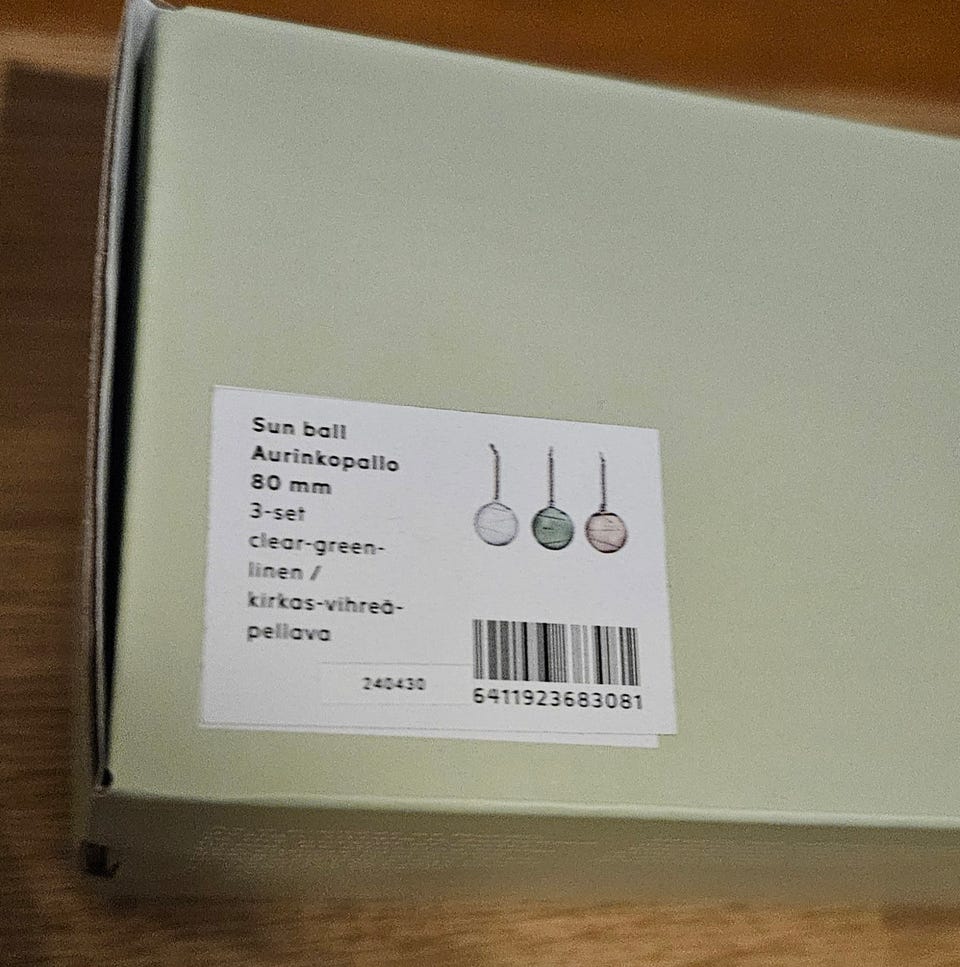 Sun ball
Aurinkopallo
80 mm
3-set
clear-green-
linen /
kirkas-vihreä-
pellava
240430
6411923683081